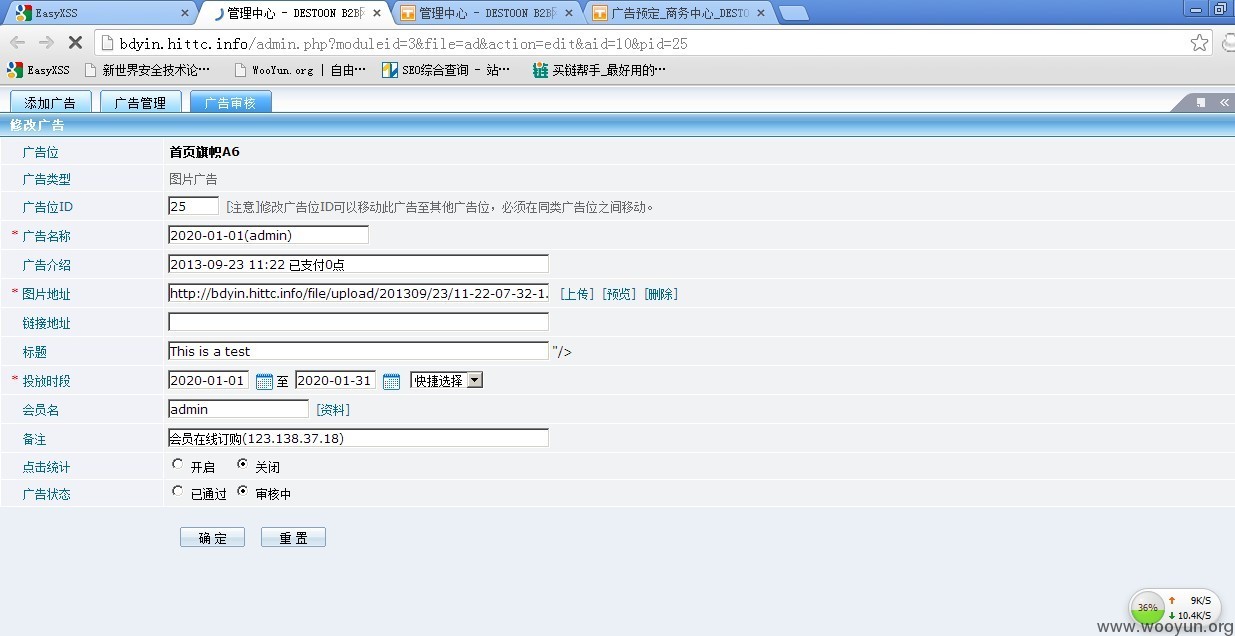 EasyXSS
管理中心 - DESTOON B2B
管理中心 - DESTOON B2B
广告预定_商务中心_DESTO
bdyin.hittc.info/admin.php?moduleid=3&file=ad&action=edit&aid=10&pid=25
EasyXSS
新世界安全技术论…
WooYun.org | 自由…
SEO综合查询 - 站…
买链帮手_最好用的…
添加广告
广告管理
广告审核
修改广告
广告位 首页旗帜A6
广告类型 图片广告
广告位ID 25 [注意]修改广告位ID可以移动此广告至其他广告位，必须在同类广告位之间移动。
* 广告名称 2020-01-01(admin)
广告介绍 2013-09-23 11:22 已支付0点
* 图片地址 http://bdyin.hittc.info/file/upload/201309/23/11-22-07-32-1. [上传] [预览] [删除]
链接地址
标题 This is a test "/>
* 投放时段 2020-01-01 至 2020-01-31 快捷选择
会员名 admin [资料]
备注 会员在线订购(123.138.37.18)
点击统计 开启 关闭
广告状态 已通过 审核中
确 定 重 置
36% 9K/S
10.4K/S
www.wooyun.org